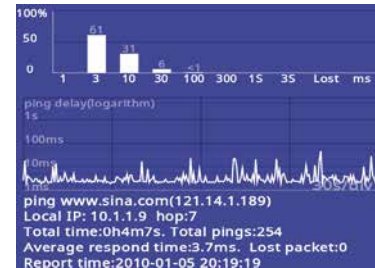 100%
50
0
61
31
6
<1
1 3 10 30 100 300 1S 3S Lost ms
ping delay(logarithm)
1s
100ms
10ms
1ms
30s/div
ping www.sina.com(121.14.1.189)
Local IP: 10.1.1.9 hop:7
Total time:0h4m7s. Total pings:254
Average respond time:3.7ms. Lost packet:0
Report time:2010-01-05 20:19:19